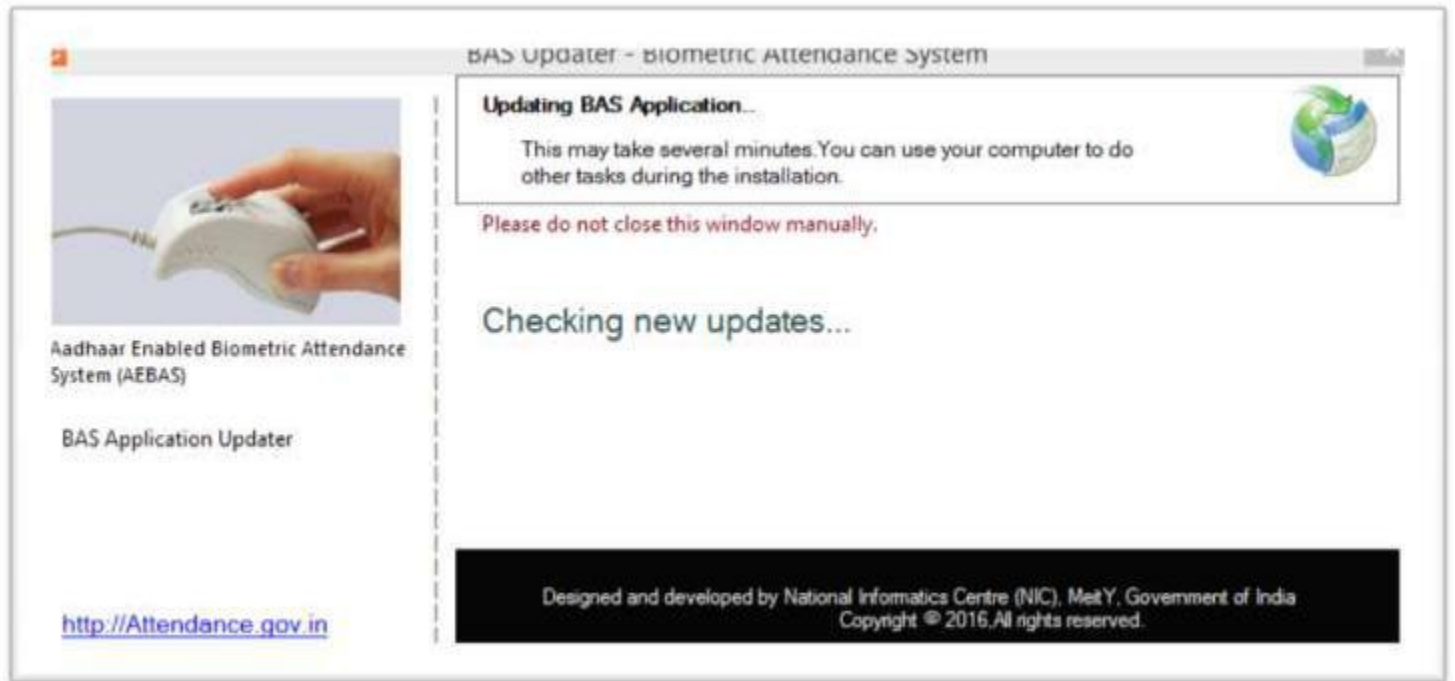 BAS Updater - Biometric Attendance System
Updating BAS Application...
This may take several minutes.You can use your computer to do
other tasks during the installation.
Please do not close this window manually.
Checking new updates...
Aadhaar Enabled Biometric Attendance
System (AEBAS)
BAS Application Updater
http://Attendance.gov.in
Designed and developed by National Informatics Centre (NIC), MeitY, Government of India
Copyright © 2016,All rights reserved.